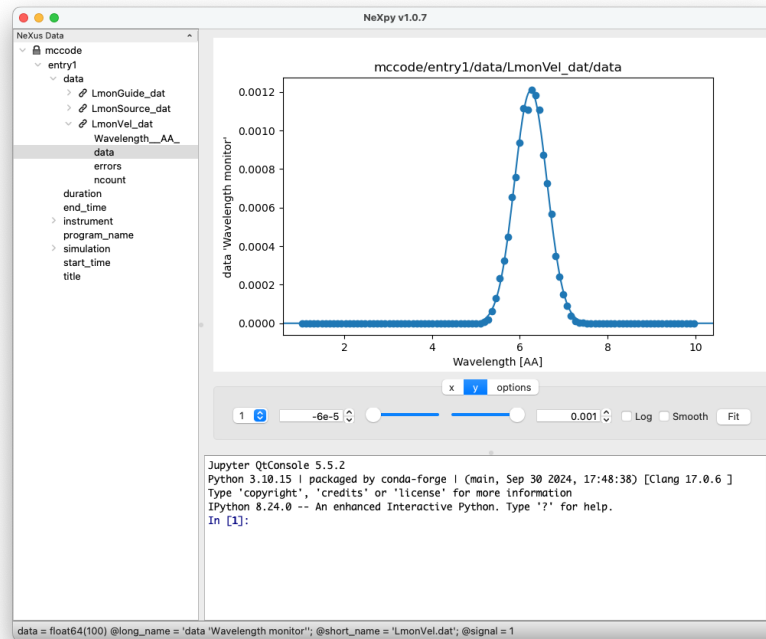 NeXpy v1.0.7
NeXus Data
mccode
entry1
data
LmonGuide_dat
LmonSource_dat
LmonVel_dat
Wavelength__AA_
data
errors
ncount
duration
end_time
instrument
program_name
simulation
start_time
title
mccode/entry1/data/LmonVel_dat/data
data 'Wavelength monitor'
0.0012
0.0010
0.0008
0.0006
0.0004
0.0002
0.0000
2 4 6 8 10
Wavelength [AA]
x y options
1 -6e-5 0.001 Log Smooth Fit
Jupyter QtConsole 5.5.2
Python 3.10.15 | packaged by conda-forge | (main, Sep 30 2024, 17:48:38) [Clang 17.0.6 ]
Type 'copyright', 'credits' or 'license' for more information
IPython 8.24.0 -- An enhanced Interactive Python. Type '?' for help.
In [1]:
data = float64(100) @long_name = 'data 'Wavelength monitor''; @short_name = 'LmonVel.dat'; @signal = 1